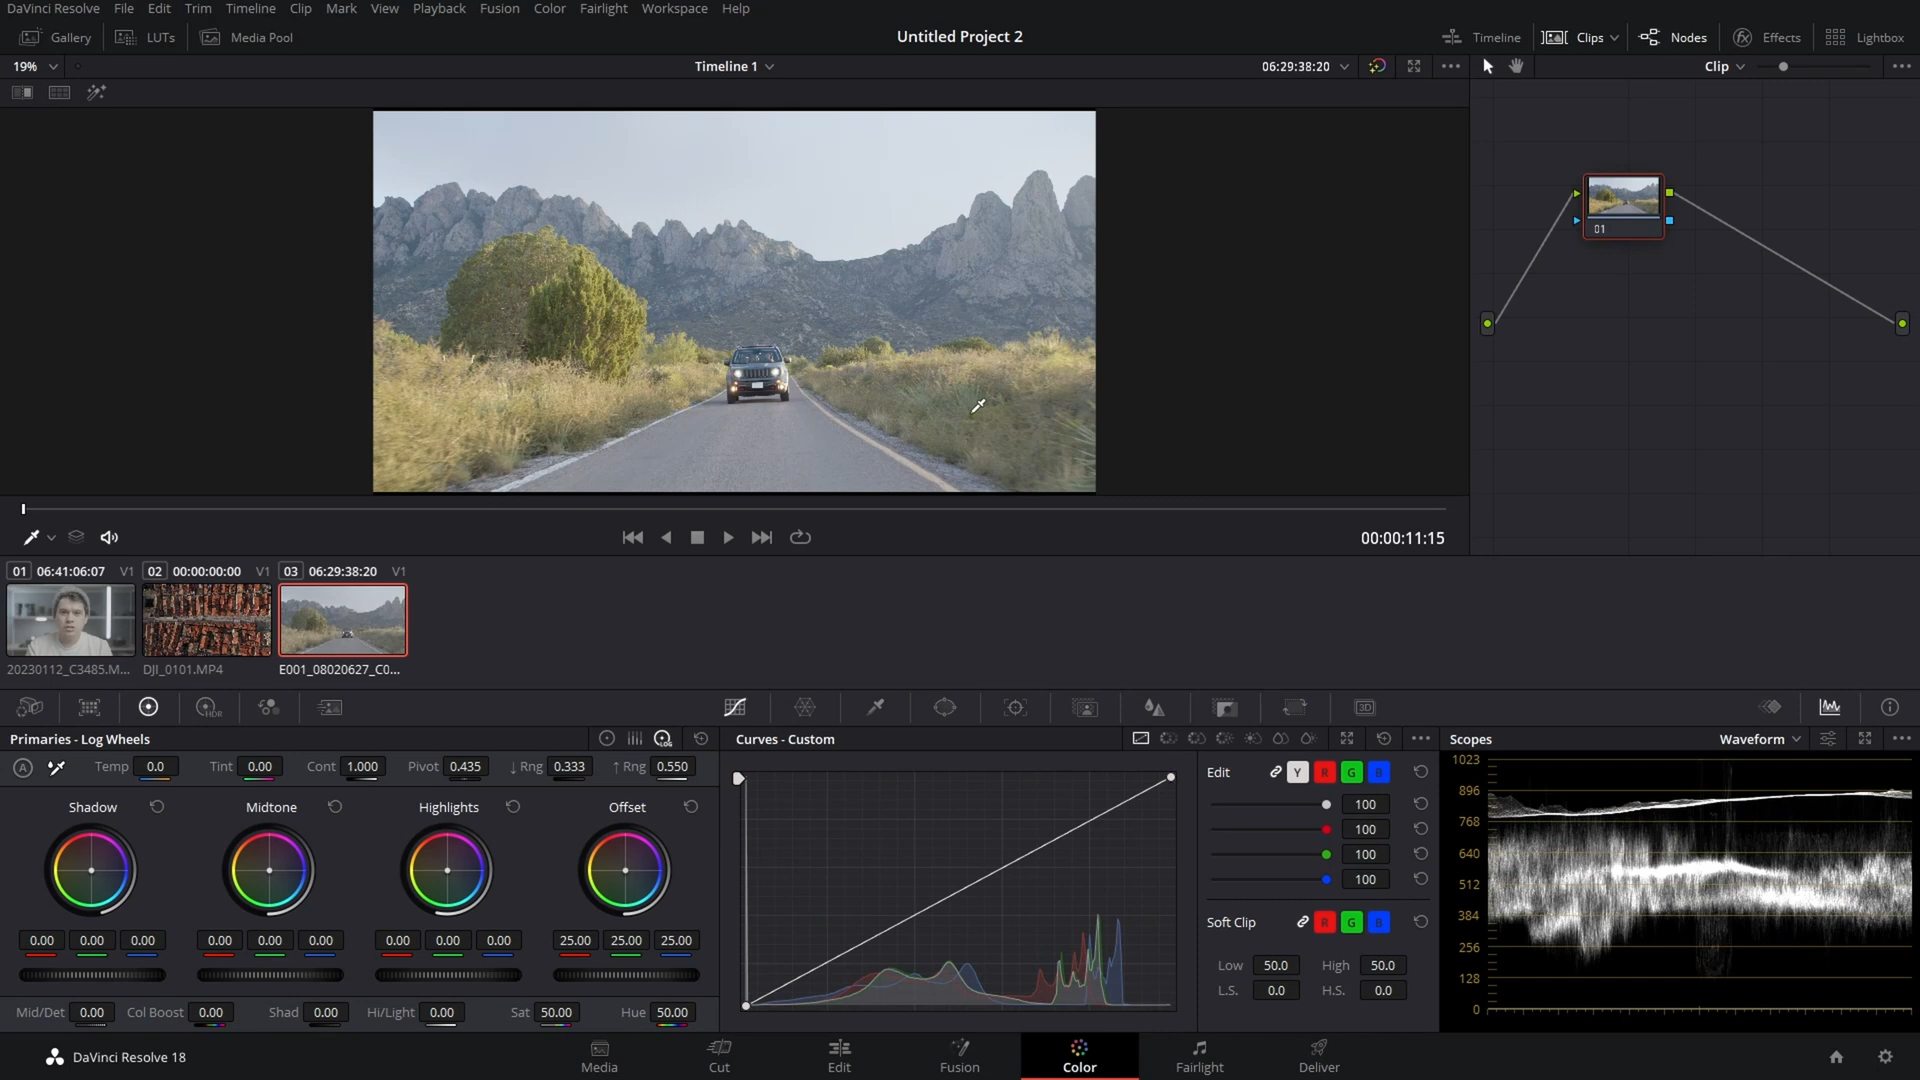 DaVinci Resolve File Edit Trim Timeline Clip Mark View Playback Fusion Color Fairlight Workspace Help
Gallery LUTs Media Pool Untitled Project 2 Timeline Clips Nodes Effects Lightbox
19% Timeline 1 06:29:38:20 Clip
01
00:00:11:15
01 06:41:06:07 V1 02 00:00:00:00 V1 03 06:29:38:20 V1
20230112_C3485.M... DJI_0101.MP4 E001_08020627_C0...
HDR 3D
Primaries - Log Wheels LOG Curves - Custom Scopes Waveform
A Temp 0.0 Tint 0.00 Cont 1.000 Pivot 0.435 ↓ Rng 0.333 ↑ Rng 0.550
Shadow Midtone Highlights Offset
0.00 0.00 0.00 0.00 0.00 0.00 0.00 0.00 0.00 25.00 25.00 25.00
Mid/Det 0.00 Col Boost 0.00 Shad 0.00 Hi/Light 0.00 Sat 50.00 Hue 50.00
Edit Y R G B
100
100
100
100
Soft Clip R G B
Low 50.0 High 50.0
L.S. 0.0 H.S. 0.0
1023
896
768
640
512
384
256
128
0
DaVinci Resolve 18 Media Cut Edit Fusion Color Fairlight Deliver